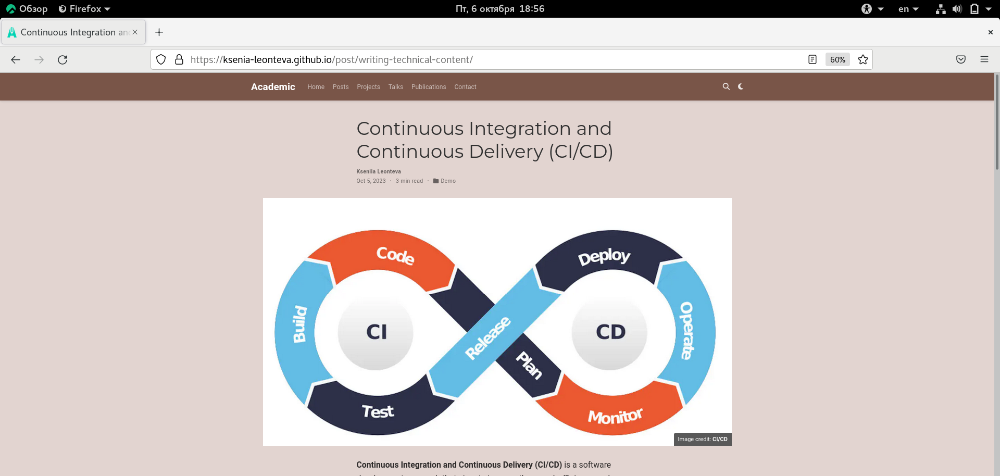 Обзор Firefox Пт, 6 октября 18:56 en
Continuous Integration and
https://ksenia-leonteva.github.io/post/writing-technical-content/ 60%
Academic Home Posts Projects Talks Publications Contact
Continuous Integration and
Continuous Delivery (CI/CD)
Kseniia Leonteva
Oct 5, 2023 · 3 min read · Demo
Code
Deploy
Build
CI
Release
CD
Operate
Plan
Test
Monitor
Image credit: CI/CD
Continuous Integration and Continuous Delivery (CI/CD) is a software